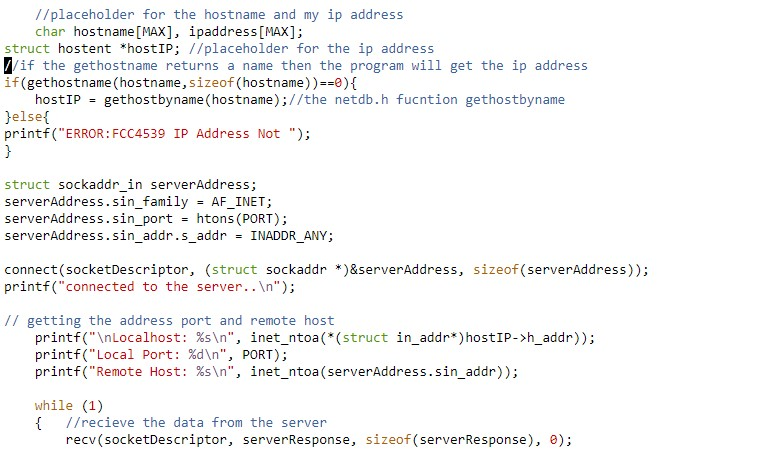 //placeholder for the hostname and my ip address
char hostname[MAX], ipaddress[MAX];
struct hostent *hostIP; //placeholder for the ip address
//if the gethostname returns a name then the program will get the ip address
if(gethostname(hostname,sizeof(hostname))==0){
hostIP = gethostbyname(hostname);//the netdb.h fucntion gethostbyname
}else{
printf("ERROR:FCC4539 IP Address Not ");
}
struct sockaddr_in serverAddress;
serverAddress.sin_family = AF_INET;
serverAddress.sin_port = htons(PORT);
serverAddress.sin_addr.s_addr = INADDR_ANY;
connect(socketDescriptor, (struct sockaddr *)&serverAddress, sizeof(serverAddress));
printf("connected to the server..\n");
// getting the address port and remote host
printf("\nLocalhost: %s\n", inet_ntoa(*(struct in_addr*)hostIP->h_addr));
printf("Local Port: %d\n", PORT);
printf("Remote Host: %s\n", inet_ntoa(serverAddress.sin_addr));
while (1)
{ //recieve the data from the server
recv(socketDescriptor, serverResponse, sizeof(serverResponse), 0);